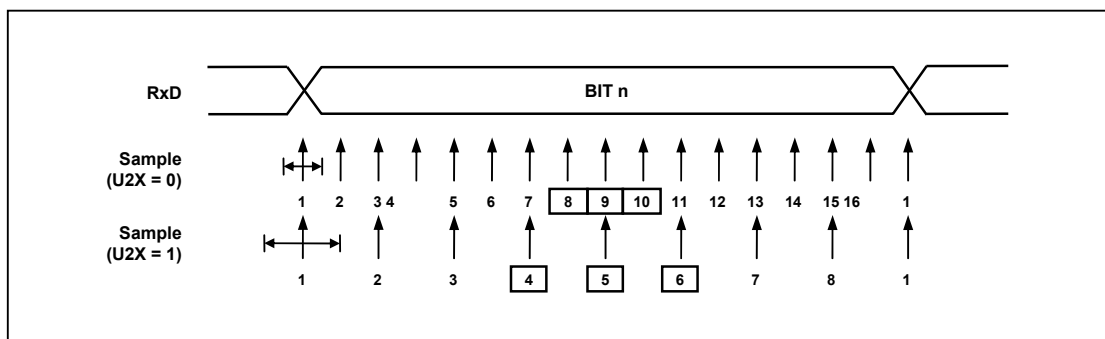 RxD BIT n
Sample
(U2X = 0)
1 2 3 4 5 6 7 8 9 10 11 12 13 14 15 16 1
Sample
(U2X = 1)
1 2 3 4 5 6 7 8 1